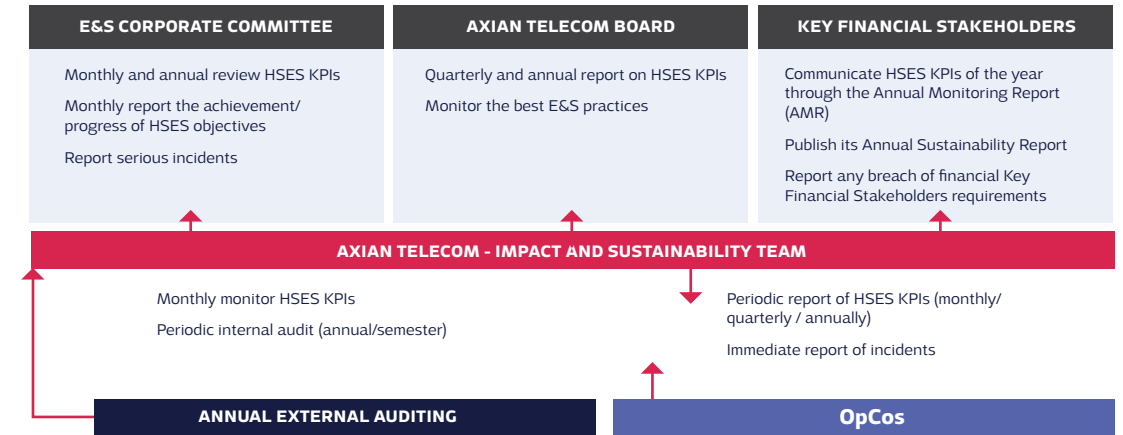 E&S CORPORATE COMMITTEE
Monthly and annual review HSES KPIs
Monthly report the achievement/
progress of HSES objectives
Report serious incidents
AXIAN TELECOM BOARD
Quarterly and annual report on HSES KPIs
Monitor the best E&S practices
KEY FINANCIAL STAKEHOLDERS
Communicate HSES KPIs of the year
through the Annual Monitoring Report
(AMR)
Publish its Annual Sustainability Report
Report any breach of financial Key
Financial Stakeholders requirements
AXIAN TELECOM - IMPACT AND SUSTAINABILITY TEAM
Monthly monitor HSES KPIs
Periodic internal audit (annual/semester)
Periodic report of HSES KPIs (monthly/
quarterly / annually)
Immediate report of incidents
ANNUAL EXTERNAL AUDITING
OpCos